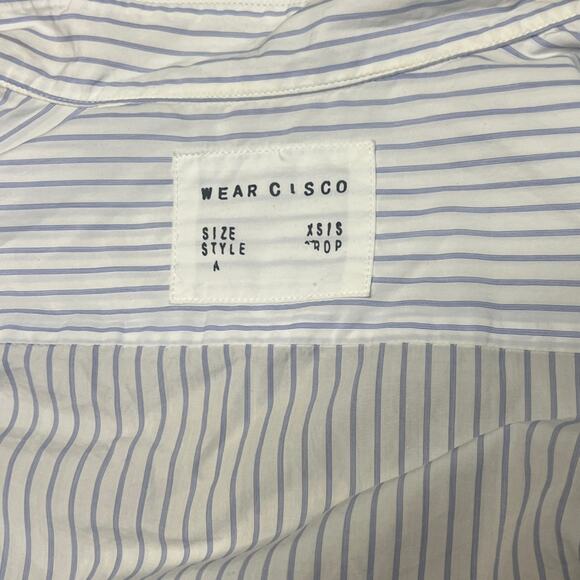 WEAR CISCO
SIZE XS/S
STYLE CROP
A